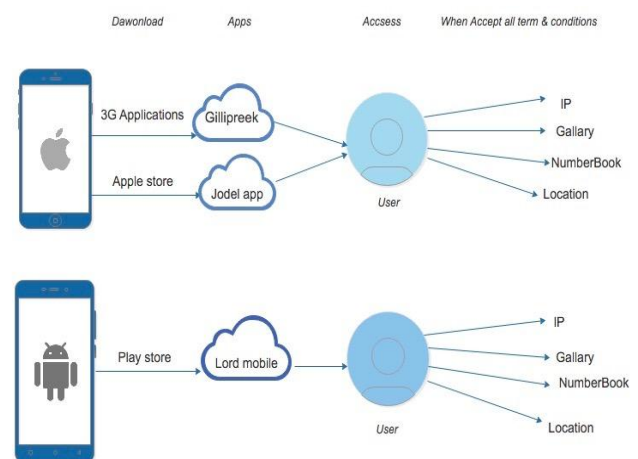 Dawonload Apps Accsess When Accept all term & conditions
3G Applications
Gillipreek
Apple store
Jodel app
User
IP
Gallary
NumberBook
Location
Play store
Lord mobile
User
IP
Gallary
NumberBook
Location